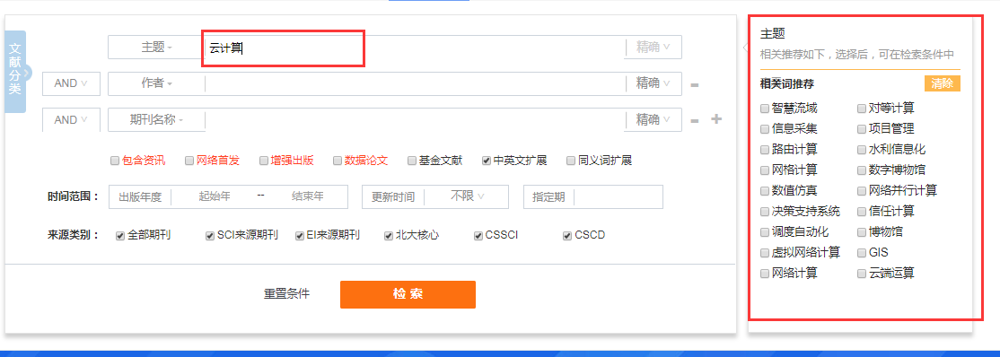 文献分类
主题 云计算 精确
AND 作者 精确
AND 期刊名称 精确 - +
包含资讯 网络首发 增强出版 数据论文 基金文献 中英文扩展 同义词扩展
时间范围： 出版年度 起始年 -- 结束年 更新时间 不限 指定期
来源类别： 全部期刊 SCI来源期刊 EI来源期刊 北大核心 CSSCI CSCD
重置条件 检索
主题
相关推荐如下，选择后，可在检索条件中
相关词推荐 清除
智慧流域 对等计算
信息采集 项目管理
路由计算 水利信息化
网格计算 数字博物馆
数值仿真 网络并行计算
决策支持系统 信任计算
调度自动化 博物馆
虚拟网络计算 GIS
网络计算 云端运算